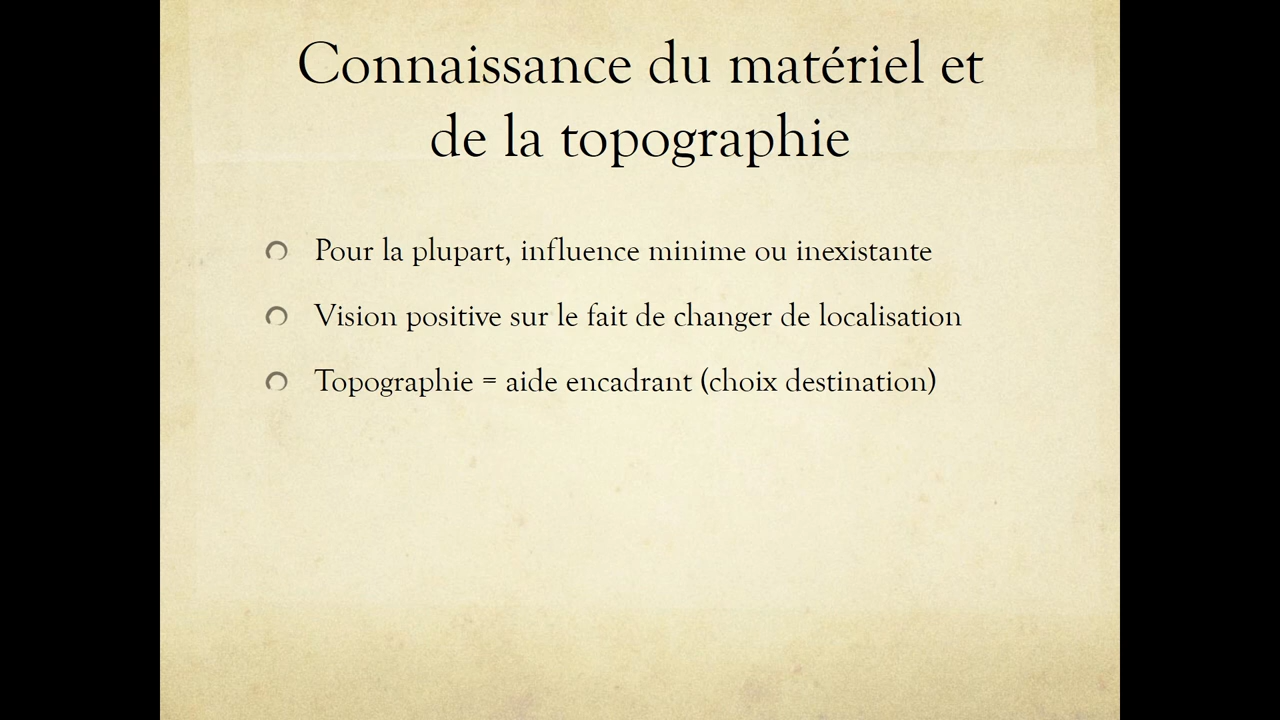 Connaissance du matériel et
de la topographie
Pour la plupart, influence minime ou inexistante
Vision positive sur le fait de changer de localisation
Topographie = aide encadrant (choix destination)